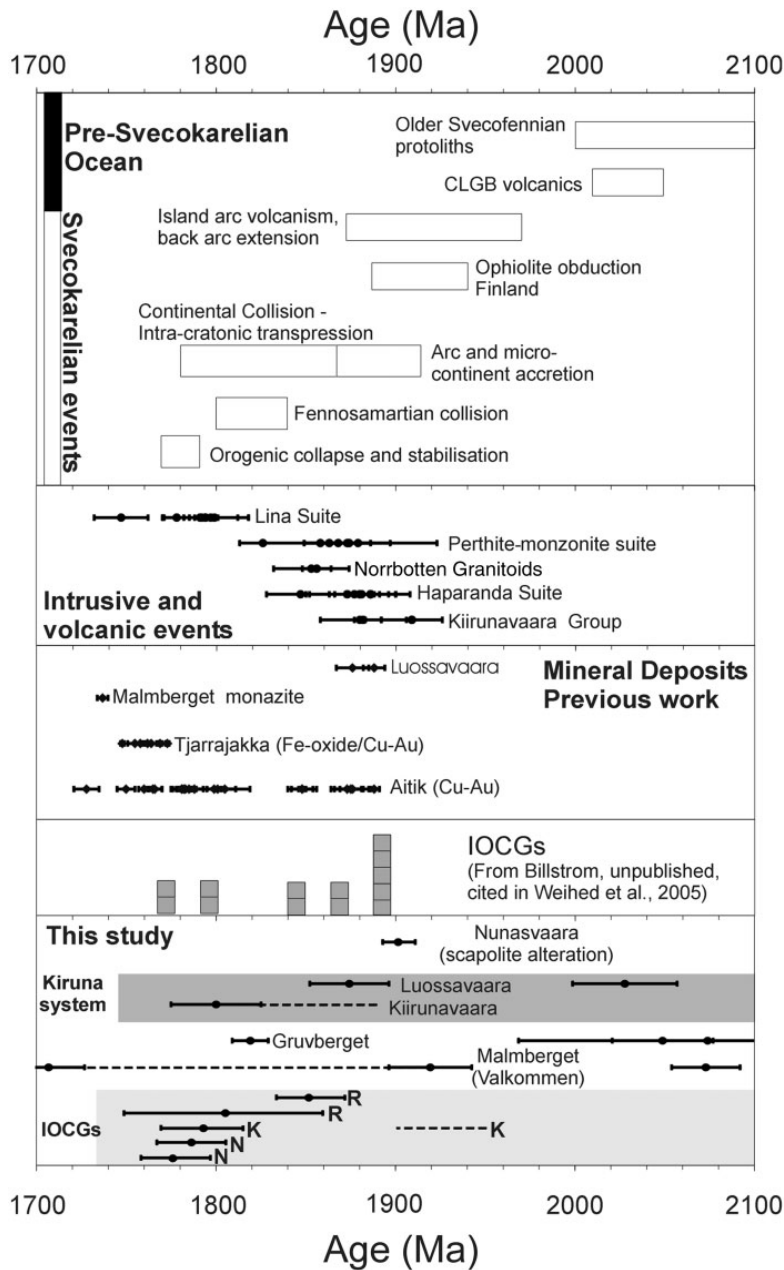 Age (Ma)
1700 1800 1900 2000 2100
Pre-Svecokarelian
Ocean
Svecokarelian events
Older Svecofennian
protoliths
CLGB volcanics
Island arc volcanism,
back arc extension
Ophiolite obduction
Finland
Continental Collision -
Intra-cratonic transpression
Arc and micro-
continent accretion
Fennosamartian collision
Orogenic collapse and stabilisation
Lina Suite
Perthite-monzonite suite
Norrbotten Granitoids
Haparanda Suite
Kiirunavaara Group
Intrusive and
volcanic events
Luossavaara
Mineral Deposits
Previous work
Malmberget monazite
Tjarrajakka (Fe-oxide/Cu-Au)
Aitik (Cu-Au)
IOCGs
(From Billstrom, unpublished,
cited in Weihed et al., 2005)
This study
Nunasvaara
(scapolite alteration)
Kiruna
system
Luossavaara
Kiirunavaara
Gruvberget
Malmberget
(Valkommen)
R
R
IOCGs
K
K
N
N
1700 1800 1900 2000 2100
Age (Ma)